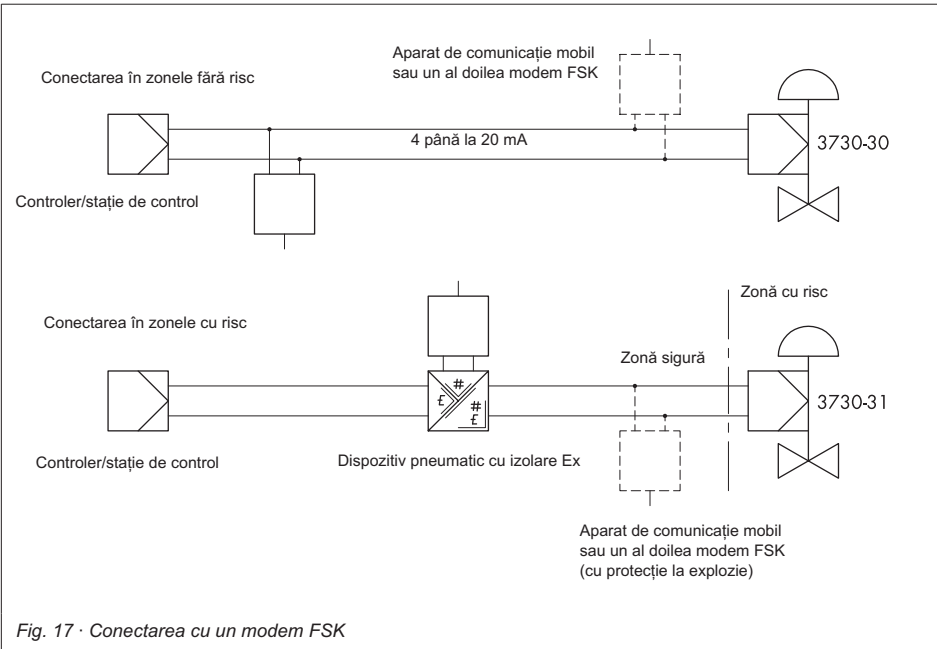 Aparat de comunicație mobil
sau un al doilea modem FSK
Conectarea în zonele fără risc
4 până la 20 mA
3730-30
Controler/stație de control
Zonă cu risc
Conectarea în zonele cu risc
Zonă sigură
3730-31
Controler/stație de control
Dispozitiv pneumatic cu izolare Ex
Aparat de comunicație mobil
sau un al doilea modem FSK
(cu protecție la explozie)
Fig. 17 · Conectarea cu un modem FSK